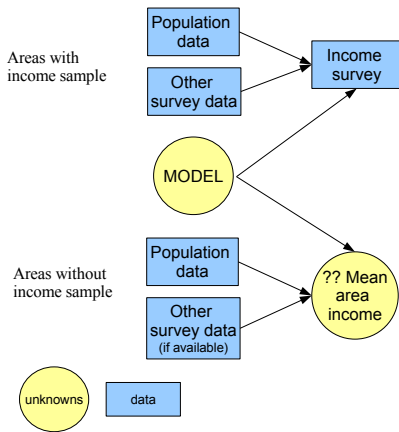 Population
data
Areas with
income sample
Income
survey
Other
survey data
MODEL
Population
data
Areas without
income sample
?? Mean
area
income
Other
survey data
(if available)
unknowns
data